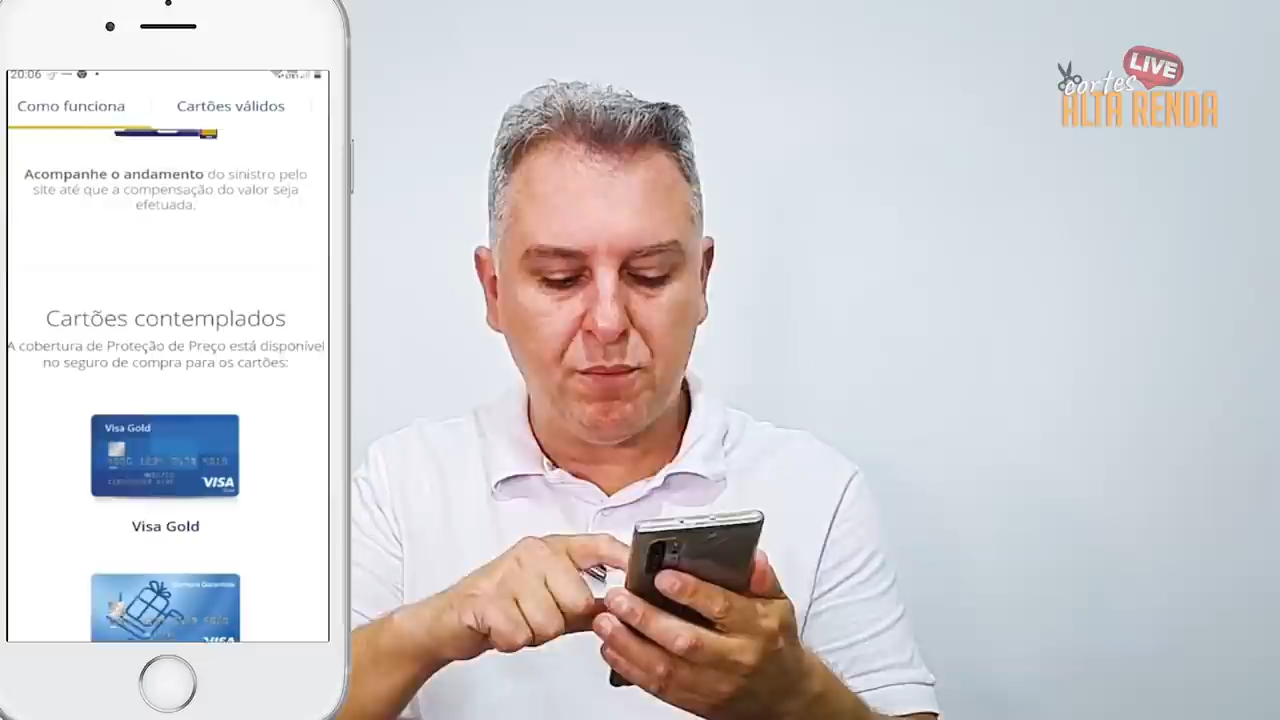 20:06
Como funciona
Cartões válidos
Acompanhe o andamento do sinistro pelo
site até que a compensação do valor seja
efetuada.
Cartões contemplados
A cobertura de Proteção de Preço está disponível
no seguro de compra para os cartões:
Visa Gold
VISA
Visa Gold
Compra Garantida
VISA
cortes
LIVE
ALTA RENDA